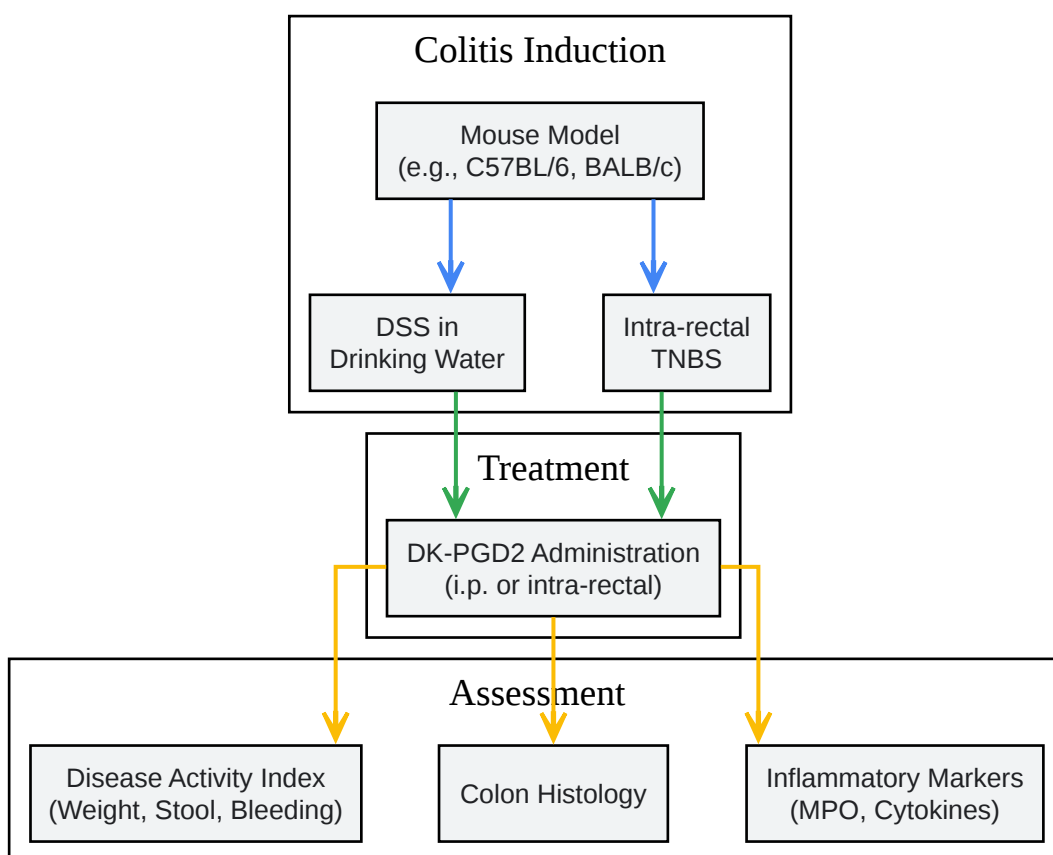 Colitis Induction
Mouse Model
(e.g., C57BL/6, BALB/c)
DSS in
Drinking Water
Intra-rectal
TNBS
Treatment
DK-PGD2 Administration
(i.p. or intra-rectal)
Assessment
Disease Activity Index
(Weight, Stool, Bleeding)
Colon Histology
Inflammatory Markers
(MPO, Cytokines)